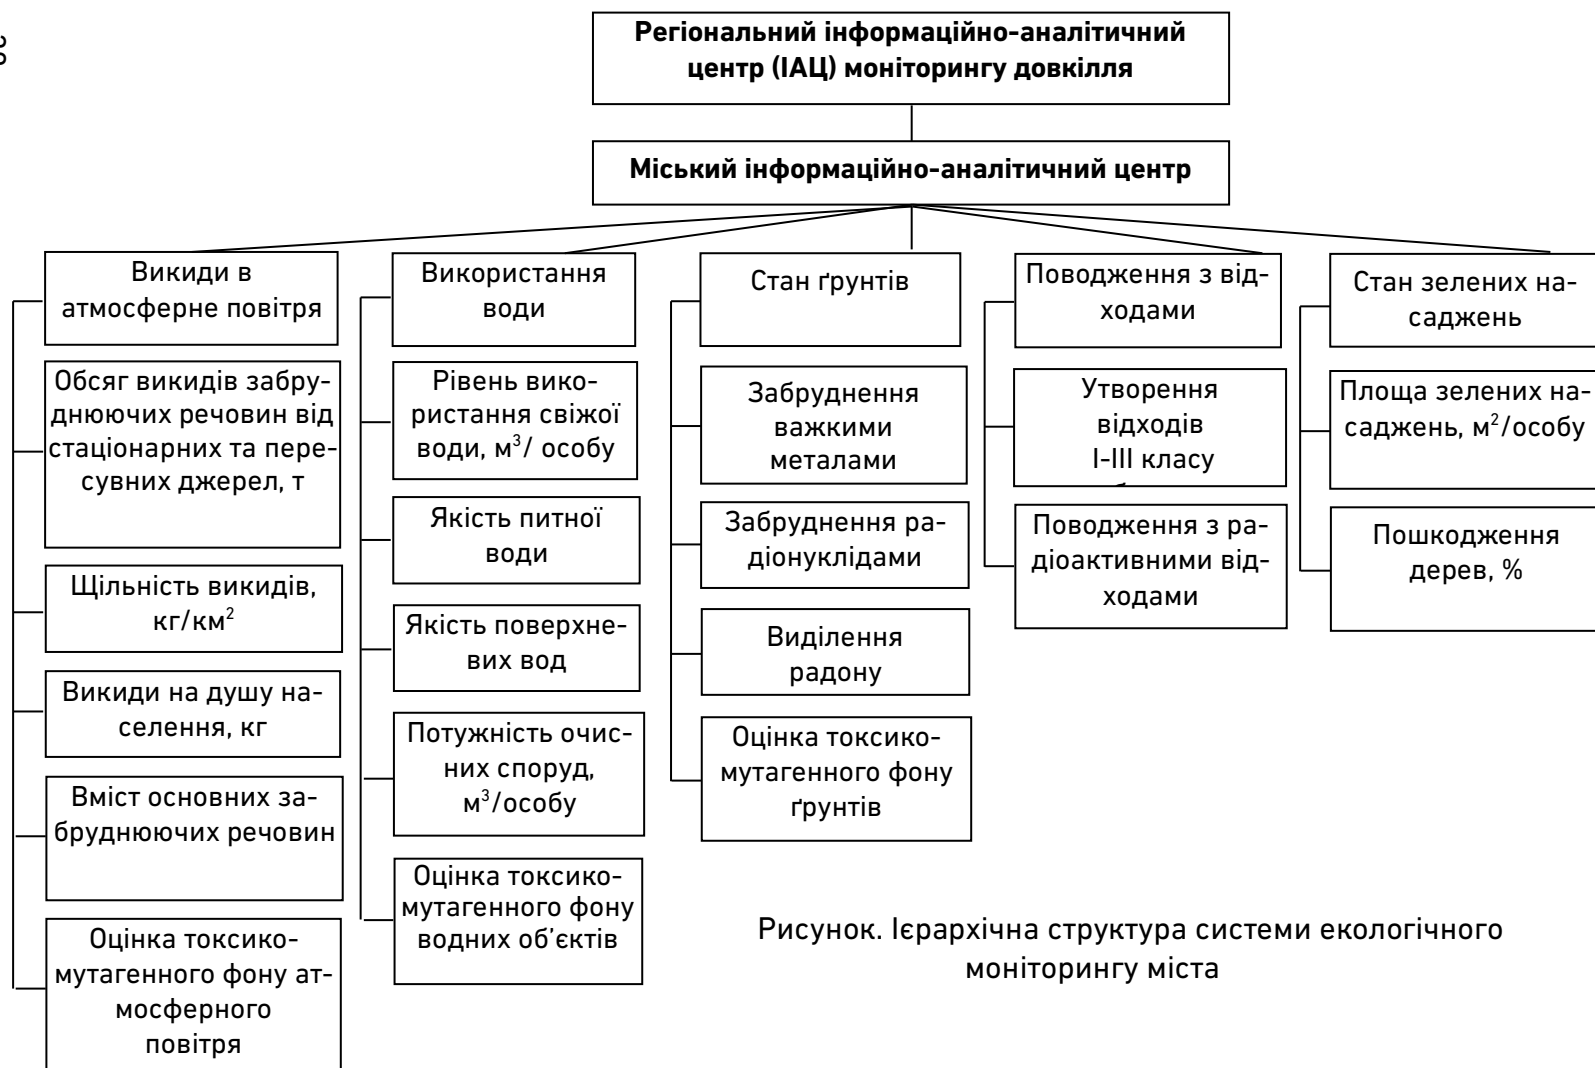 Регіональний інформаційно-аналітичний
центр (ІАЦ) моніторингу довкілля
Міський інформаційно-аналітичний центр
Викиди в
атмосферне повітря
Обсяг викидів забру-
днюючих речовин від
стаціонарних та пере-
сувних джерел, т
Щільність викидів,
кг/км²
Викиди на душу на-
селення, кг
Вміст основних за-
бруднюючих речовин
Оцінка токсико-
мутагенного фону ат-
мосферного
повітря
Використання
води
Рівень вико-
ристання свіжої
води, м³/ особу
Якість питної
води
Якість поверхне-
вих вод
Потужність очис-
них споруд,
м³/особу
Оцінка токсико-
мутагенного фону
водних об’єктів
Стан ґрунтів
Забруднення
важкими
металами
Забруднення ра-
діонуклідами
Виділення
радону
Оцінка токсико-
мутагенного фону
ґрунтів
Поводження з від-
ходами
Утворення
відходів
І-ІІІ класу
Поводження з ра-
діоактивними від-
ходами
Стан зелених на-
саджень
Площа зелених на-
саджень, м²/особу
Пошкодження
дерев, %
Рисунок. Ієрархічна структура системи екологічного
моніторингу міста